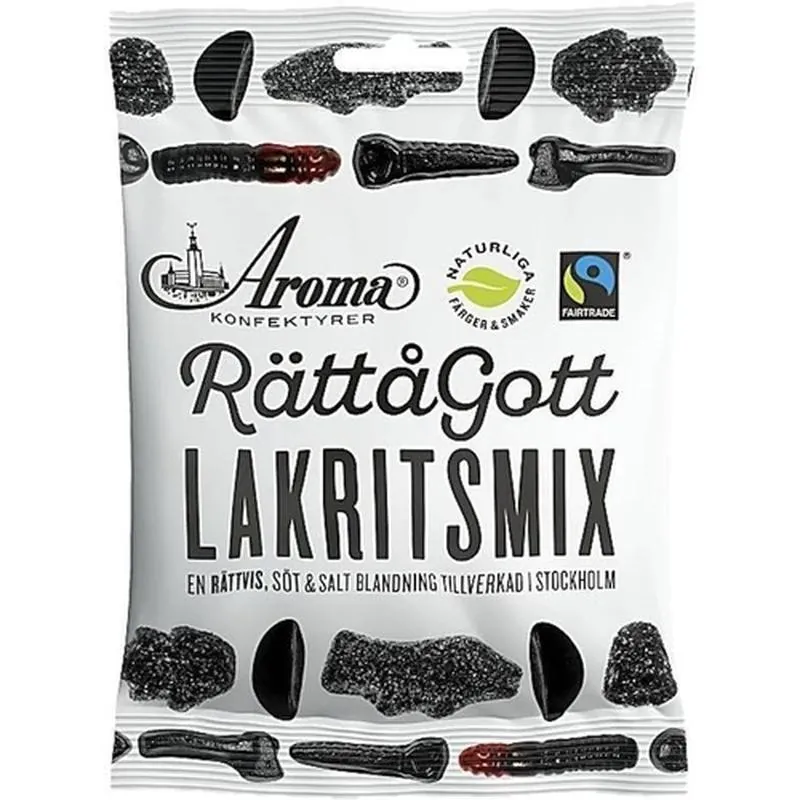 Aroma®
KONFEKTYRER
NATURLIGA
FÄRGER & SMAKER
FAIRTRADE
®
RättåGott
LAKRITSMIX
EN RÄTTVIS, SÖT & SALT BLANDNING TILLVERKAD I STOCKHOLM